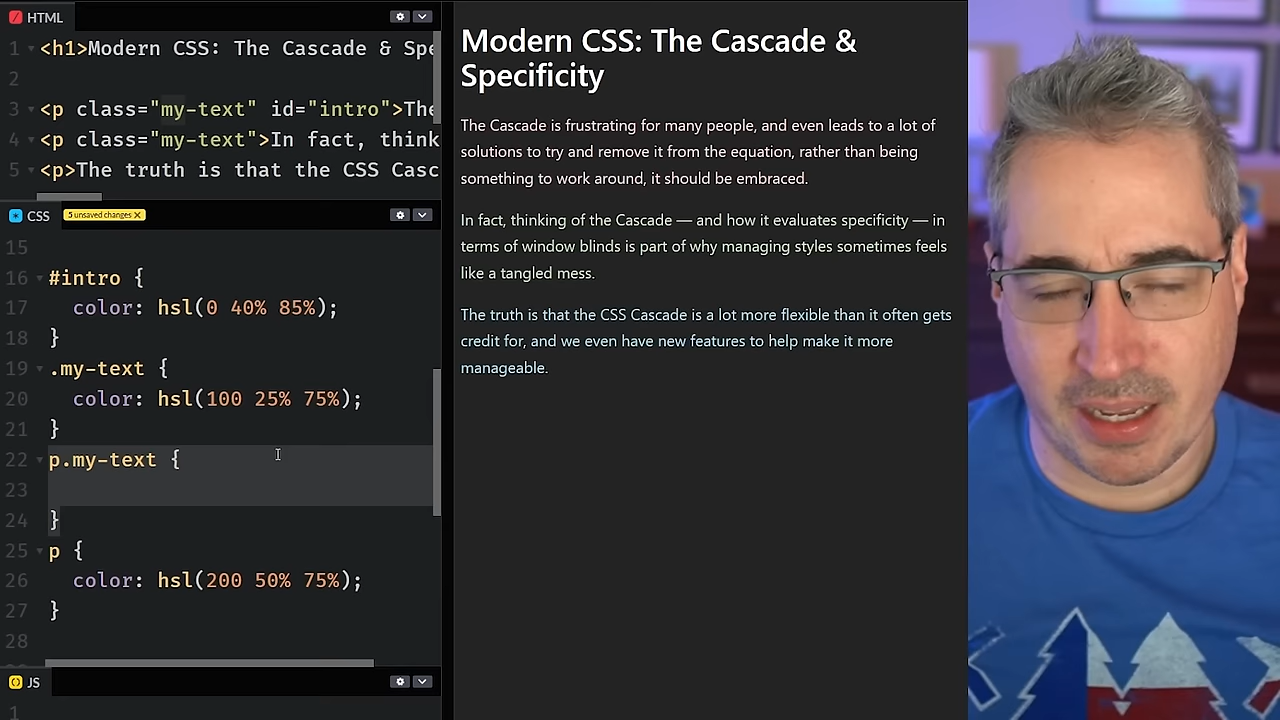 HTML
1 <h1>Modern CSS: The Cascade & Spe
2
3 <p class="my-text" id="intro">The
4 <p class="my-text">In fact, think
5 <p>The truth is that the CSS Casc
CSS 5 unsaved changes X
15
16 #intro {
17 color: hsl(0 40% 85%);
18 }
19 .my-text {
20 color: hsl(100 25% 75%);
21 }
22 p.my-text {
23
24 }
25 p {
26 color: hsl(200 50% 75%);
27 }
28
JS
1
Modern CSS: The Cascade &
Specificity
The Cascade is frustrating for many people, and even leads to a lot of
solutions to try and remove it from the equation, rather than being
something to work around, it should be embraced.
In fact, thinking of the Cascade — and how it evaluates specificity — in
terms of window blinds is part of why managing styles sometimes feels
like a tangled mess.
The truth is that the CSS Cascade is a lot more flexible than it often gets
credit for, and we even have new features to help make it more
manageable.